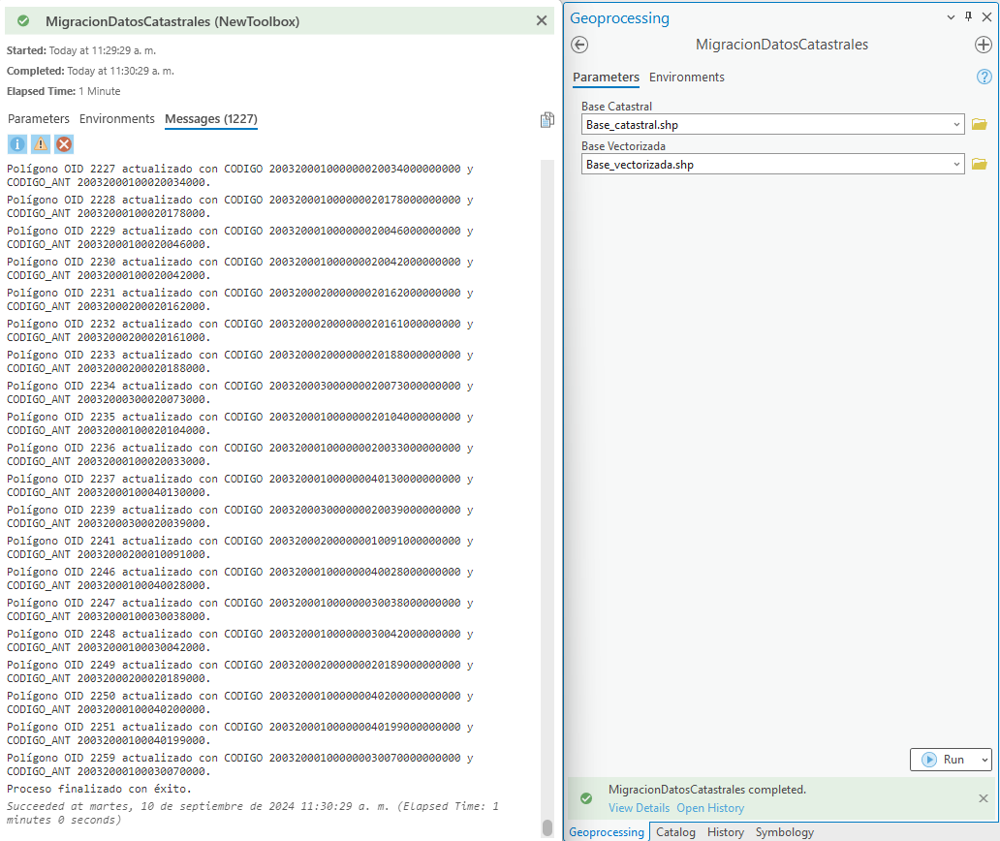 MigracionDatosCatastrales (NewToolbox)
Started: Today at 11:29:29 a. m.
Completed: Today at 11:30:29 a. m.
Elapsed Time: 1 Minute
Parameters Environments Messages (1227)
Polígono OID 2227 actualizado con CODIGO 200320001000000020034000000000 y
CODIGO_ANT 20032000100020034000.
Polígono OID 2228 actualizado con CODIGO 200320001000000020178000000000 y
CODIGO_ANT 20032000100020178000.
Polígono OID 2229 actualizado con CODIGO 200320001000000020046000000000 y
CODIGO_ANT 20032000100020046000.
Polígono OID 2230 actualizado con CODIGO 200320001000000020042000000000 y
CODIGO_ANT 20032000100020042000.
Polígono OID 2231 actualizado con CODIGO 200320002000000020162000000000 y
CODIGO_ANT 20032000200020162000.
Polígono OID 2232 actualizado con CODIGO 200320002000000020161000000000 y
CODIGO_ANT 20032000200020161000.
Polígono OID 2233 actualizado con CODIGO 200320002000000020188000000000 y
CODIGO_ANT 20032000200020188000.
Polígono OID 2234 actualizado con CODIGO 200320003000000020073000000000 y
CODIGO_ANT 20032000300020073000.
Polígono OID 2235 actualizado con CODIGO 200320001000000020104000000000 y
CODIGO_ANT 20032000100020104000.
Polígono OID 2236 actualizado con CODIGO 200320001000000020033000000000 y
CODIGO_ANT 20032000100020033000.
Polígono OID 2237 actualizado con CODIGO 200320001000000040130000000000 y
CODIGO_ANT 20032000100040130000.
Polígono OID 2239 actualizado con CODIGO 200320003000000020039000000000 y
CODIGO_ANT 20032000300020039000.
Polígono OID 2241 actualizado con CODIGO 200320002000000010091000000000 y
CODIGO_ANT 20032000200010091000.
Polígono OID 2246 actualizado con CODIGO 200320001000000040028000000000 y
CODIGO_ANT 20032000100040028000.
Polígono OID 2247 actualizado con CODIGO 200320001000000030038000000000 y
CODIGO_ANT 20032000100030038000.
Polígono OID 2248 actualizado con CODIGO 200320001000000030042000000000 y
CODIGO_ANT 20032000100030042000.
Polígono OID 2249 actualizado con CODIGO 200320002000000020189000000000 y
CODIGO_ANT 20032000200020189000.
Polígono OID 2250 actualizado con CODIGO 200320001000000040200000000000 y
CODIGO_ANT 20032000100040200000.
Polígono OID 2251 actualizado con CODIGO 200320001000000040199000000000 y
CODIGO_ANT 20032000100040199000.
Polígono OID 2259 actualizado con CODIGO 200320001000000030070000000000 y
CODIGO_ANT 20032000100030070000.
Proceso finalizado con éxito.
Succeeded at martes, 10 de septiembre de 2024 11:30:29 a. m. (Elapsed Time: 1
minutes 0 seconds)
Geoprocessing
MigracionDatosCatastrales
Parameters Environments
Base Catastral
Base_catastral.shp
Base Vectorizada
Base_vectorizada.shp
Run
MigracionDatosCatastrales completed.
View Details Open History
Geoprocessing Catalog History Symbology